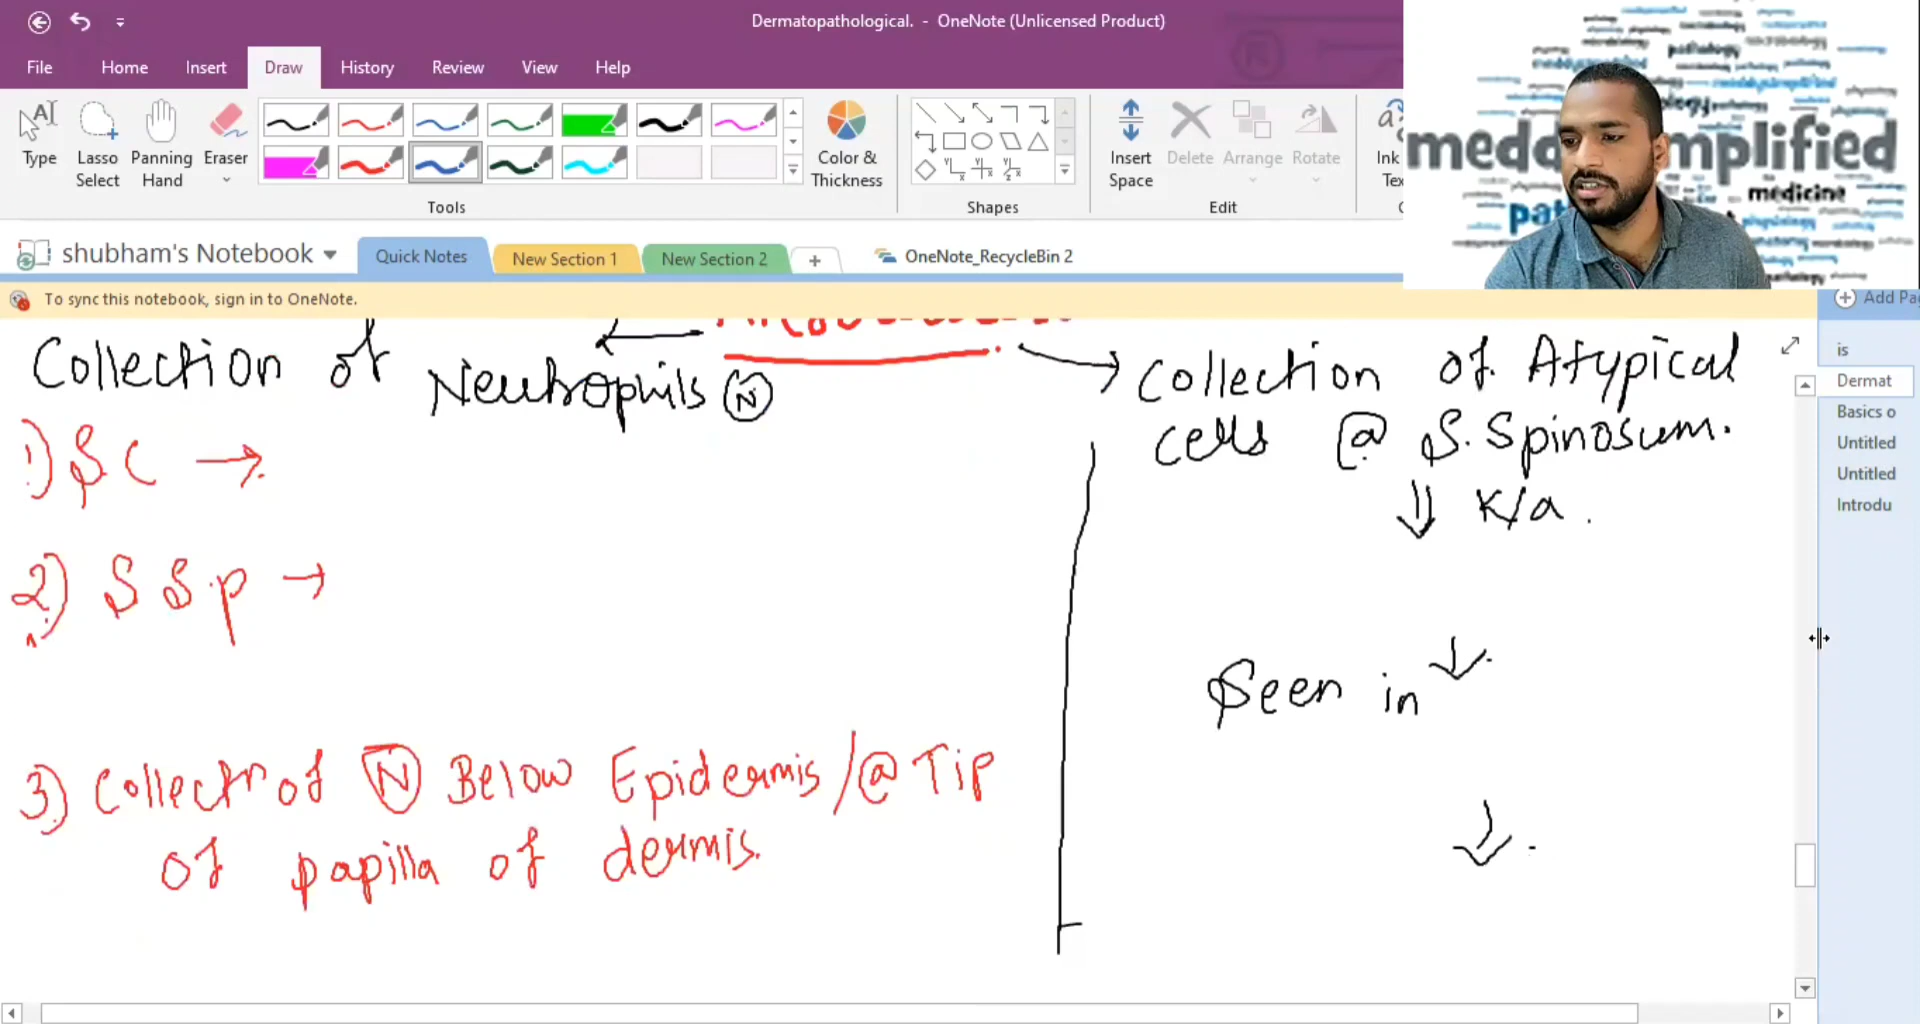 Dermatopathological. - OneNote (Unlicensed Product)
File Home Insert Draw History Review View Help
Type
Lasso Select
Panning Hand
Eraser
Color & Thickness
Insert Space
Delete
Arrange
Rotate
Ink
Tools
Shapes
Edit
shubham's Notebook
Quick Notes
New Section 1
New Section 2
OneNote_RecycleBin 2
To sync this notebook, sign in to OneNote.
Add Pa
medicine
Collection of Neutrophils (N)
1) SC →
2) S Sp →
3) Collectn of (N) Below Epidermis / @ Tip
of papilla of dermis.
Collection of Atypical
cells @ S. Spinosum.
⇓ K/a.
Seen in ↓
is
Dermat
Basics o
Untitled
Untitled
Introdu